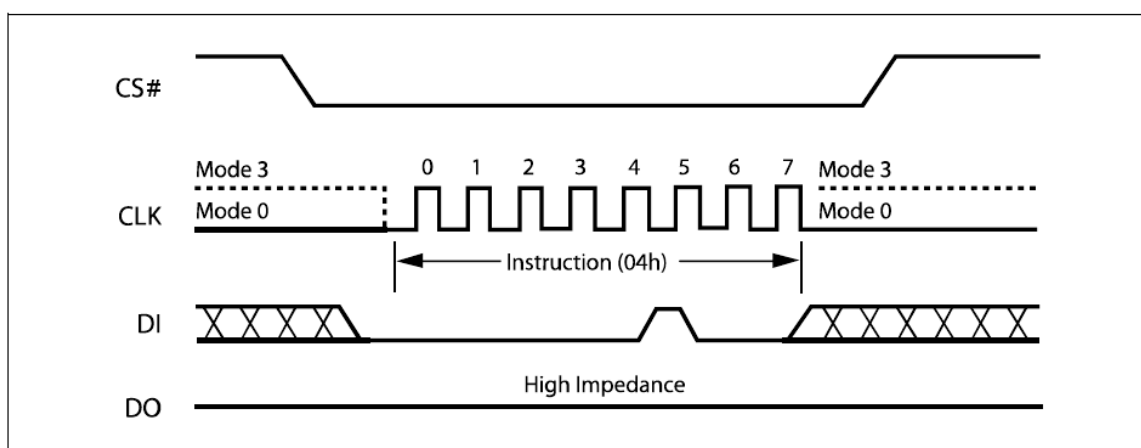 CS#
0 1 2 3 4 5 6 7
Mode 3 Mode 3
CLK Mode 0 Mode 0
Instruction (04h)
DI
High Impedance
DO